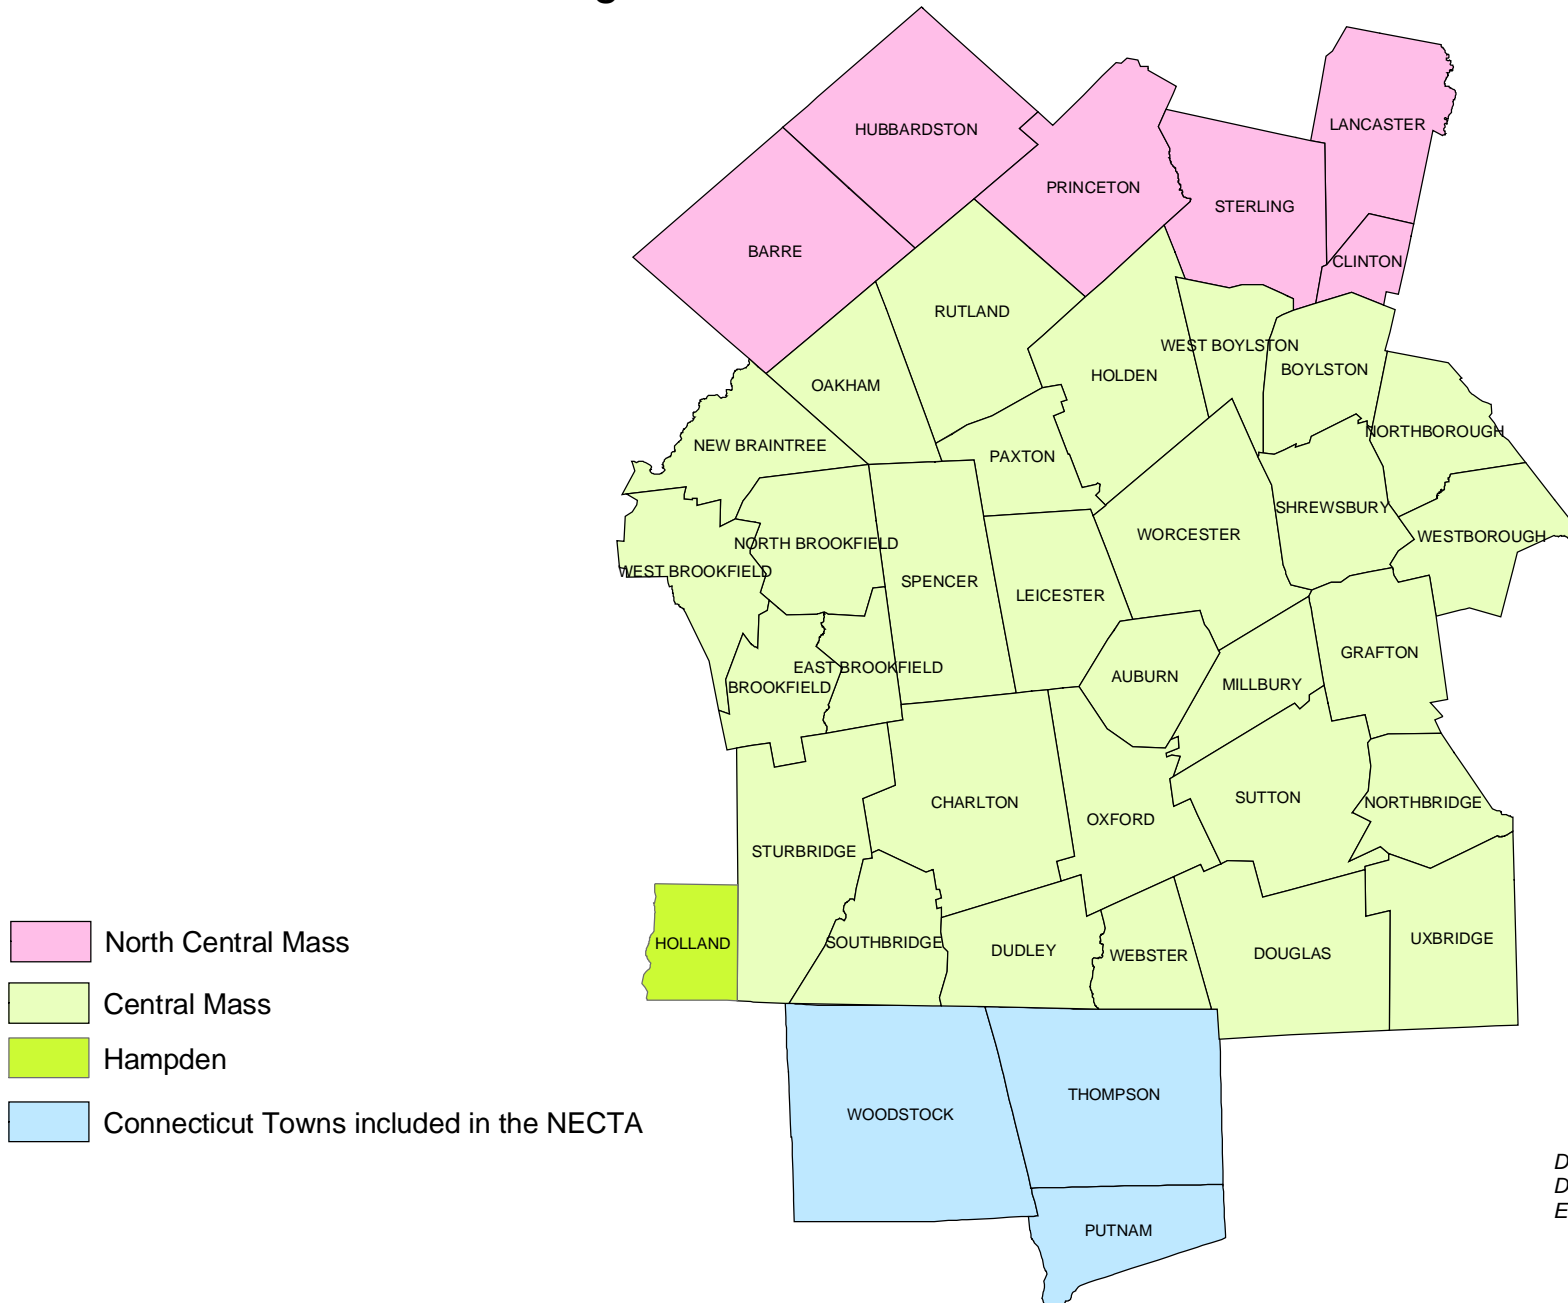 HUBBARDSTON
LANCASTER
PRINCETON
STERLING
BARRE
CLINTON
RUTLAND
WEST BOYLSTON
BOYLSTON
HOLDEN
OAKHAM
NORTHBOROUGH
NEW BRAINTREE
PAXTON
SHREWSBURY
WORCESTER
WESTBOROUGH
NORTH BROOKFIELD
WEST BROOKFIELD
SPENCER
LEICESTER
GRAFTON
EAST BROOKFIELD
AUBURN
MILLBURY
BROOKFIELD
SUTTON
CHARLTON
NORTHBRIDGE
OXFORD
STURBRIDGE
UXBRIDGE
HOLLAND
SOUTHBRIDGE
DUDLEY
WEBSTER
DOUGLAS
North Central Mass
Central Mass
Hampden
Connecticut Towns included in the NECTA
THOMPSON
WOODSTOCK
PUTNAM
D
D
E